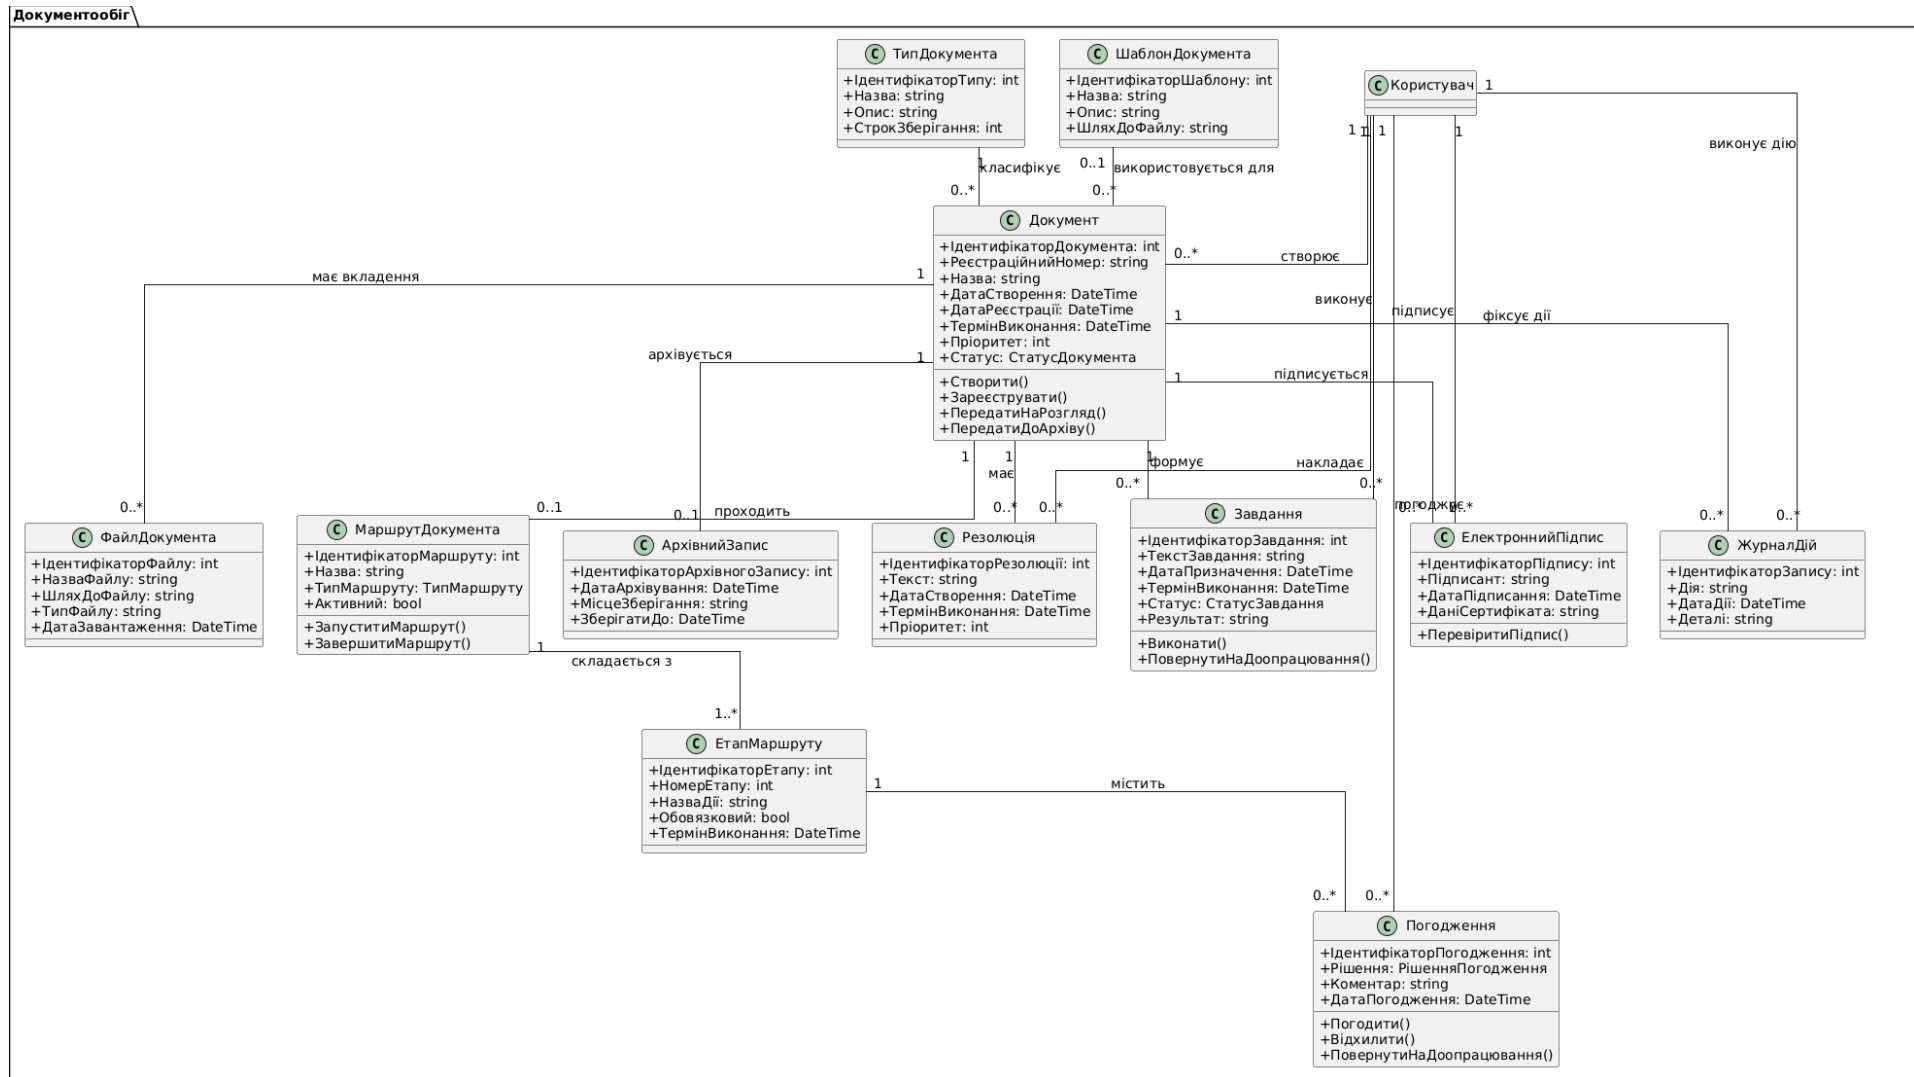 Документообіг
C ТипДокумента
+ІдентифікаторТипу: int
+Назва: string
+Опис: string
+СтрокЗберігання: int
C ШаблонДокумента
+ІдентифікаторШаблону: int
+Назва: string
+Опис: string
+ШляхДоФайлу: string
C Користувач
1
1 1 1
1
виконує дію
1
класифікує
0..*
0..1
використовується для
0..*
C Документ
+ІдентифікаторДокумента: int
+РеєстраційнийНомер: string
+Назва: string
+ДатаСтворення: DateTime
+ДатаРеєстрації: DateTime
+ТермінВиконання: DateTime
+Пріоритет: int
+Статус: СтатусДокумента
+Створити()
+Зареєструвати()
+ПередатиНаРозгляд()
+ПередатиДоАрхіву()
0..*
створює
має вкладення
1
виконує
підписує
1
фіксує дії
архівується
1
1
підписується
1
1
має
1
формує
накладає
0..*
0..1
проходить
0..1
0..*
0..*
0..*
0..*
погоджує
0..*
0..*
0..*
0..*
C ФайлДокумента
+ІдентифікаторФайлу: int
+НазваФайлу: string
+ШляхДоФайлу: string
+ТипФайлу: string
+ДатаЗавантаження: DateTime
C МаршрутДокумента
+ІдентифікаторМаршруту: int
+Назва: string
+ТипМаршруту: ТипМаршруту
+Активний: bool
+ЗапуститиМаршрут()
+ЗавершитиМаршрут()
C АрхівнийЗапис
+ІдентифікаторАрхівногоЗапису: int
+ДатаАрхівування: DateTime
+МісцеЗберігання: string
+ЗберігатиДо: DateTime
C Резолюція
+ІдентифікаторРезолюції: int
+Текст: string
+ДатаСтворення: DateTime
+ТермінВиконання: DateTime
+Пріоритет: int
C Завдання
+ІдентифікаторЗавдання: int
+ТекстЗавдання: string
+ДатаПризначення: DateTime
+ТермінВиконання: DateTime
+Статус: СтатусЗавдання
+Результат: string
+Виконати()
+ПовернутиНаДоопрацювання()
C ЕлектроннийПідпис
+ІдентифікаторПідпису: int
+Підписант: string
+ДатаПідписання: DateTime
+ДаніСертифіката: string
+ПеревіритиПідпис()
C ЖурналДій
+ІдентифікаторЗапису: int
+Дія: string
+ДатаДії: DateTime
+Деталі: string
1
складається з
1..*
C ЕтапМаршруту
+ІдентифікаторЕтапу: int
+НомерЕтапу: int
+НазваДії: string
+Обовязковий: bool
+ТермінВиконання: DateTime
1
містить
0..*
0..*
C Погодження
+ІдентифікаторПогодження: int
+Рішення: РішенняПогодження
+Коментар: string
+ДатаПогодження: DateTime
+Погодити()
+Відхилити()
+ПовернутиНаДоопрацювання()